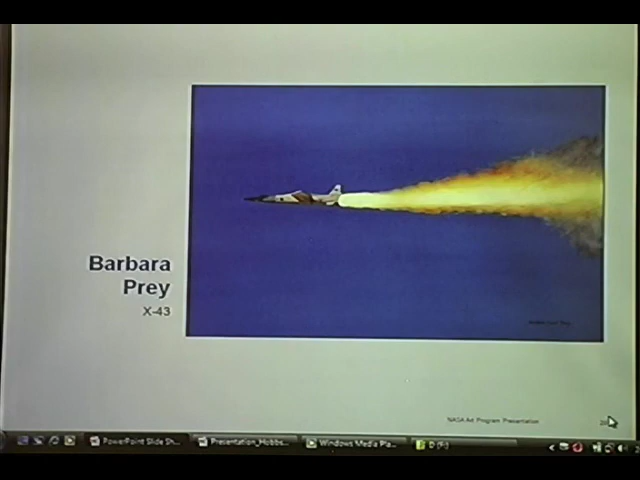 Barbara
Prey
X-43
NASA Art Program Presentation
PowerPoint Slide Sh...
Presentation_Hobbs...
Windows Media Pla...
D (F:)